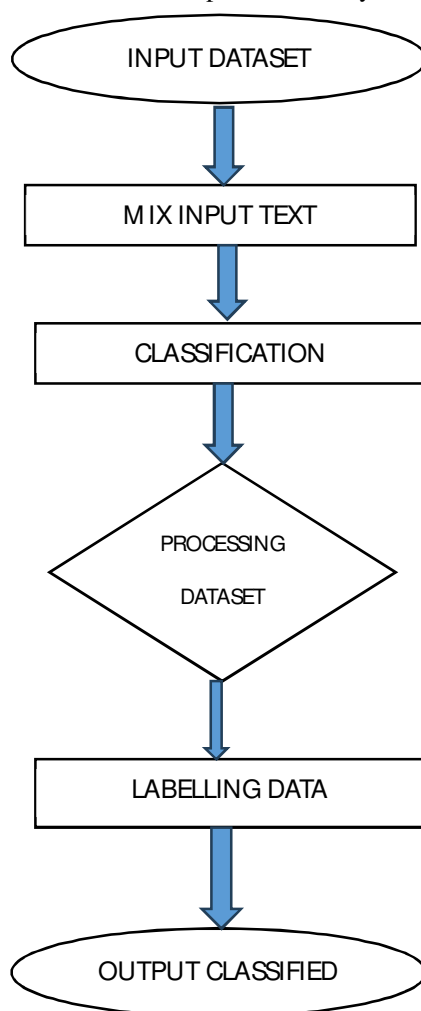 INPUT DATASET
MIX INPUT TEXT
CLASSIFICATION
PROCESSING
DATASET
LABELLING DATA
OUTPUT CLASSIFIED